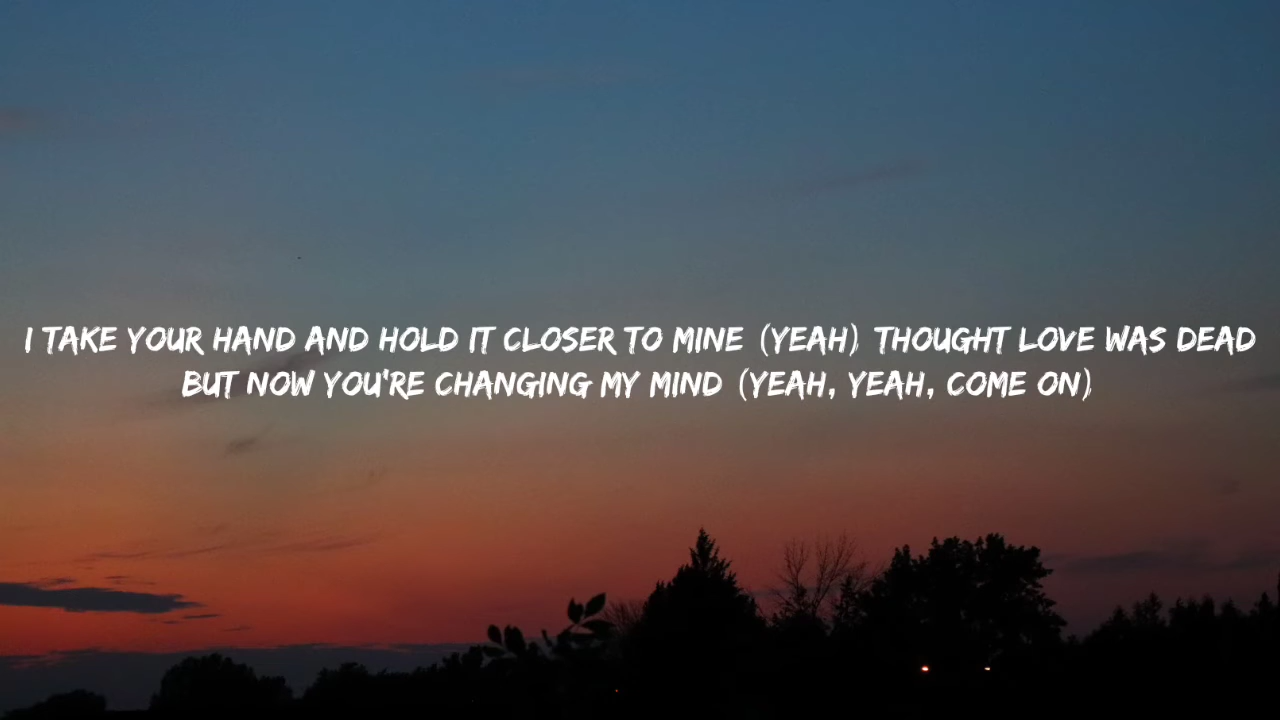 I TAKE YOUR HAND AND HOLD IT CLOSER TO MINE (YEAH) THOUGHT LOVE WAS DEAD
BUT NOW YOU'RE CHANGING MY MIND (YEAH, YEAH, COME ON)